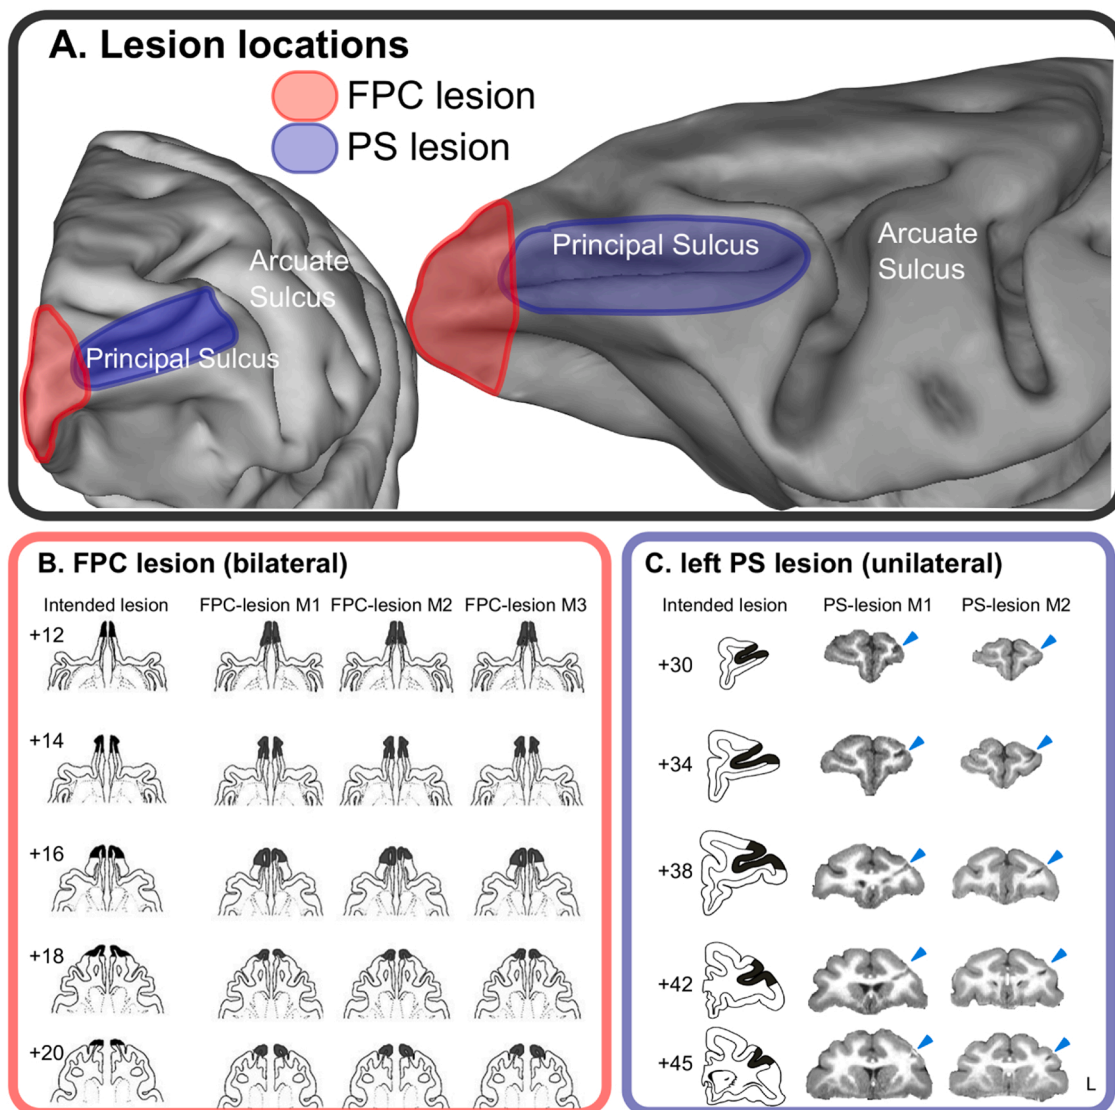 A. Lesion locations
FPC lesion
PS lesion
Arcuate
Sulcus
Principal Sulcus
Principal Sulcus
Arcuate
Sulcus
B. FPC lesion (bilateral)
Intended lesion FPC-lesion M1 FPC-lesion M2 FPC-lesion M3
+12
+14
+16
+18
+20
C. left PS lesion (unilateral)
Intended lesion PS-lesion M1 PS-lesion M2
+30
+34
+38
+42
+45
L